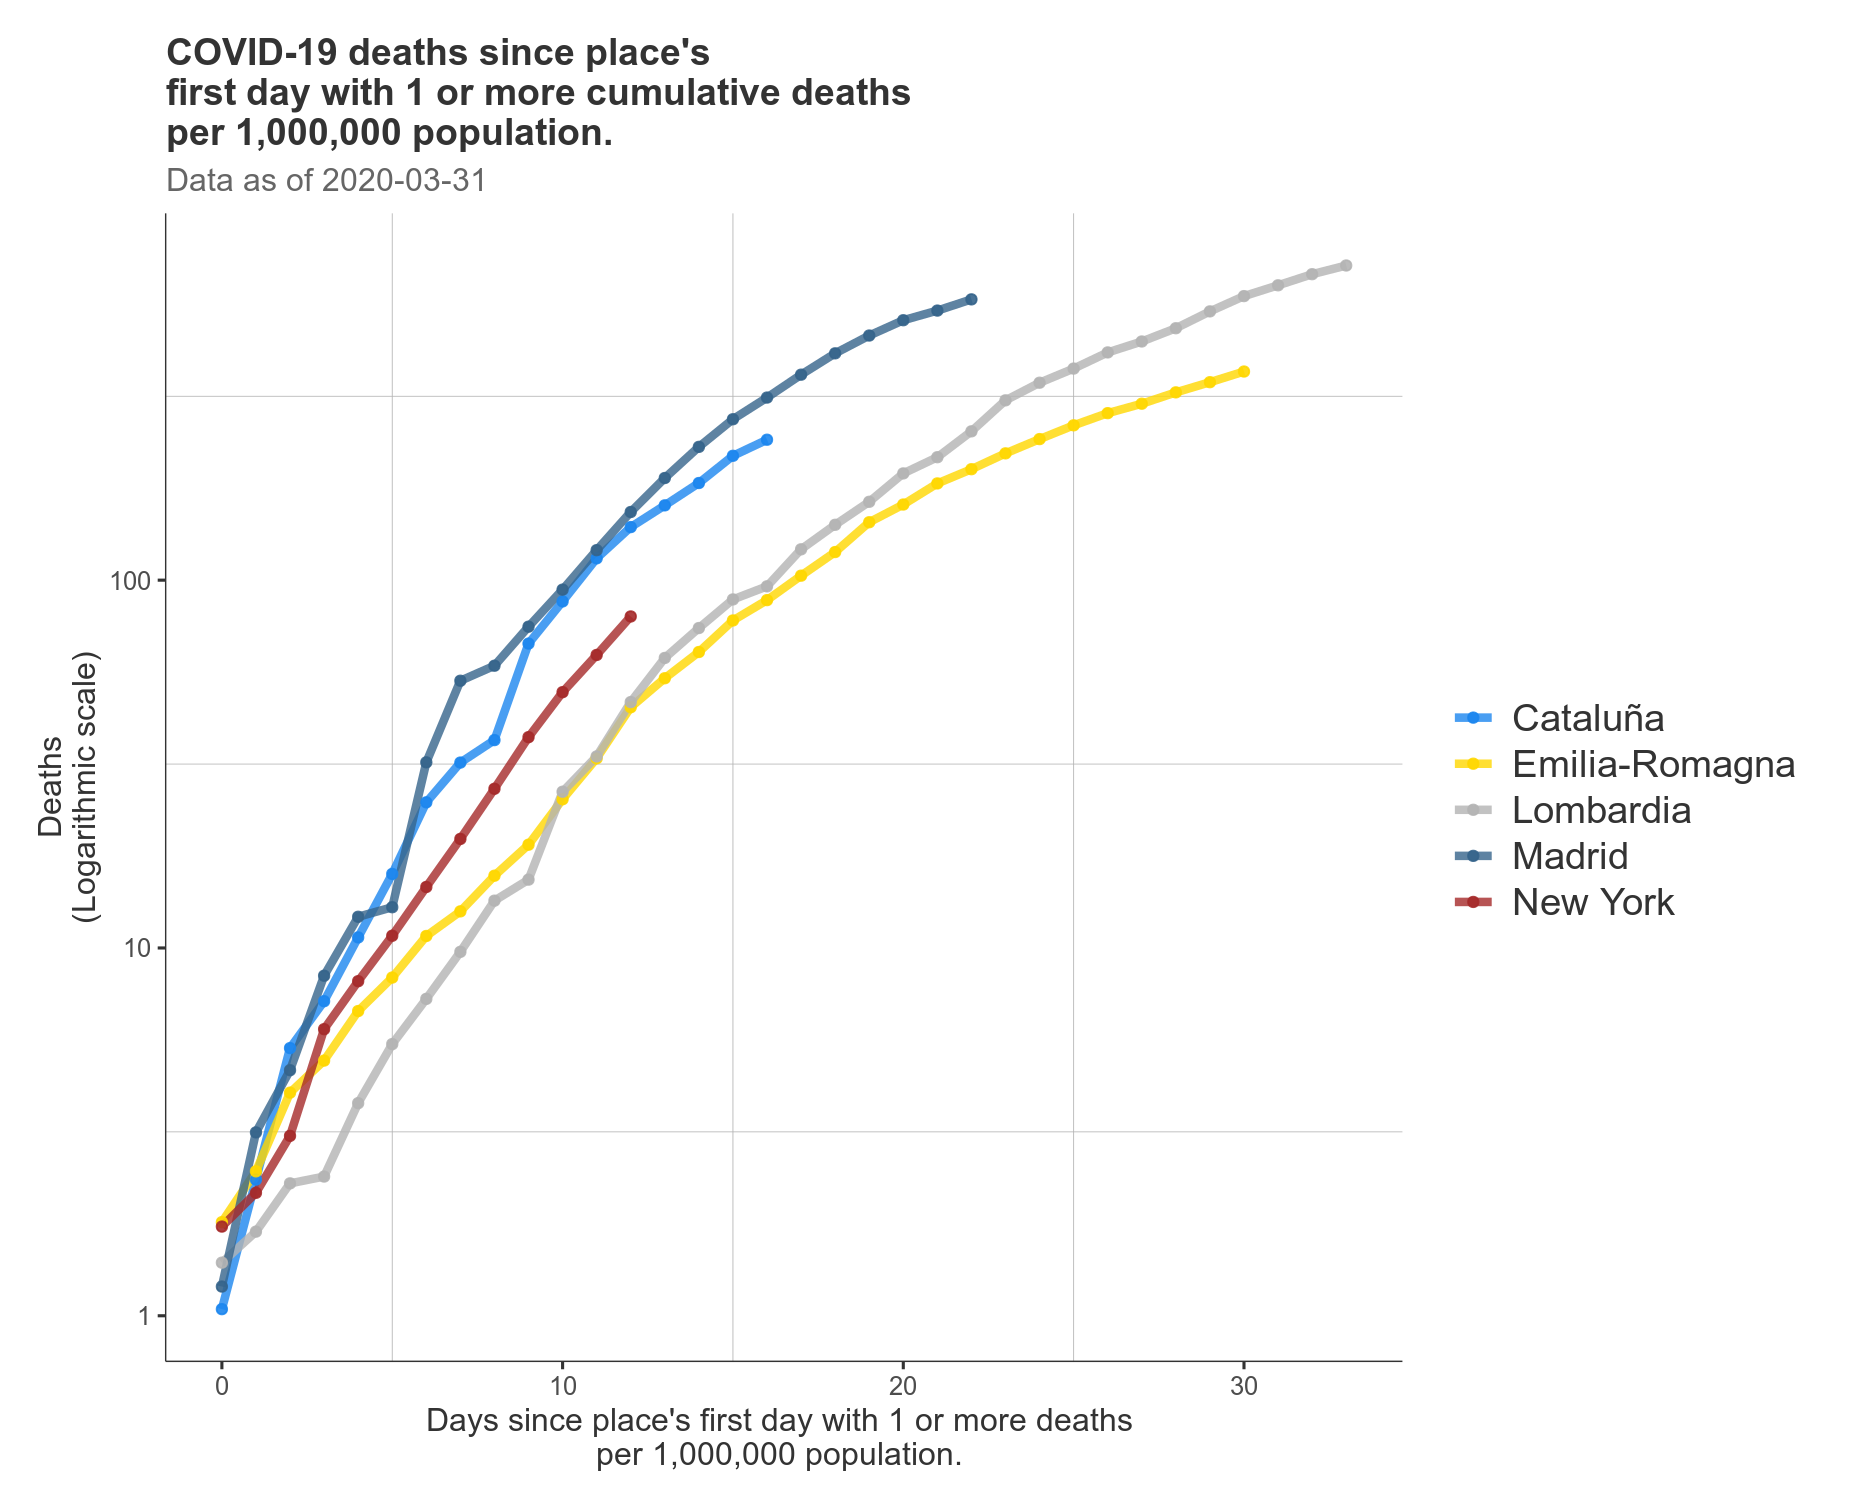 COVID-19 deaths since place's
first day with 1 or more cumulative deaths
per 1,000,000 population.
Data as of 2020-03-31
Deaths
(Logarithmic scale)
100
10
1
0
10
20
30
Days since place's first day with 1 or more deaths
per 1,000,000 population.
Cataluña
Emilia-Romagna
Lombardia
Madrid
New York